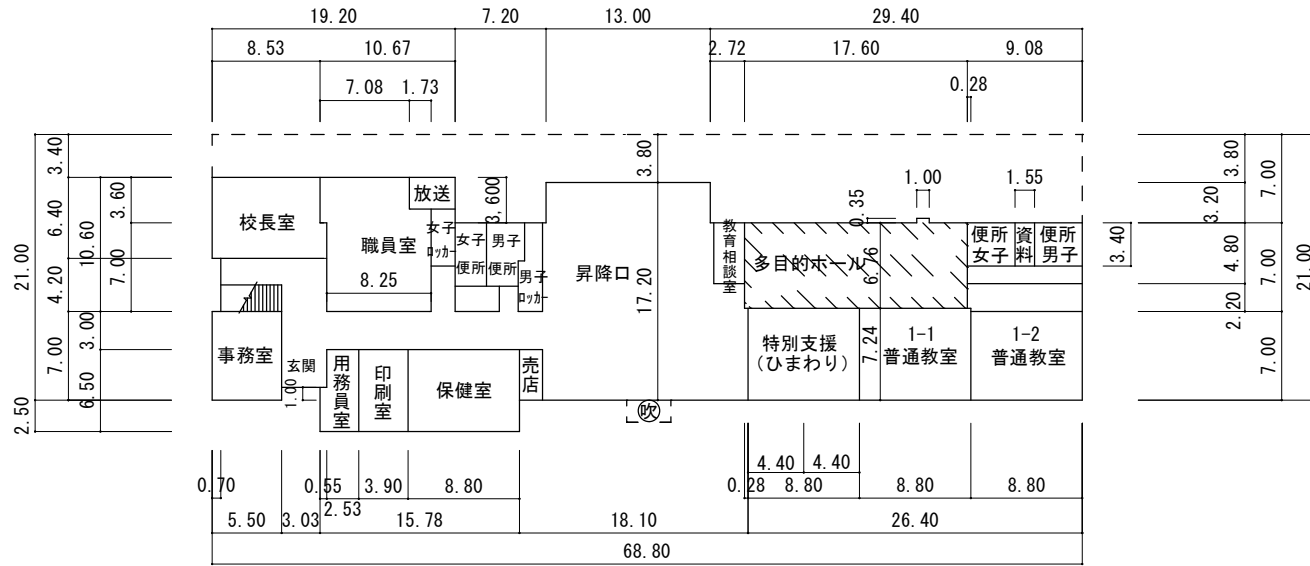 19.20 7.20 13.00 29.40
8.53 10.67 2.72 17.60 9.08
7.08 1.73 0.28
3.40 3.80 3.80 7.00
3.60 3,600 1.00 1.55 3.20
放送
6.40 校長室 0.35
21.00 10.60 職員室 女子ロッカー 女子便所 男子便所 昇降口 教育相談室 多目的ホール 6.76 便所女子 資料 便所男子 3.40 4.80 7.00 21.00
4.20 7.00 8.25 男子ロッカー 17.20 2.20
3.00
7.00 事務室 玄関 用務員室 印刷室 保健室 売店 特別支援(ひまわり) 7.24 1-1普通教室 1-2普通教室 7.00
6.50 1.00
2.50 吹
4.40 4.40
0.70 0.55 3.90 8.80 0.28 8.80 8.80 8.80
2.53
5.50 3.03 15.78 18.10 26.40
68.80